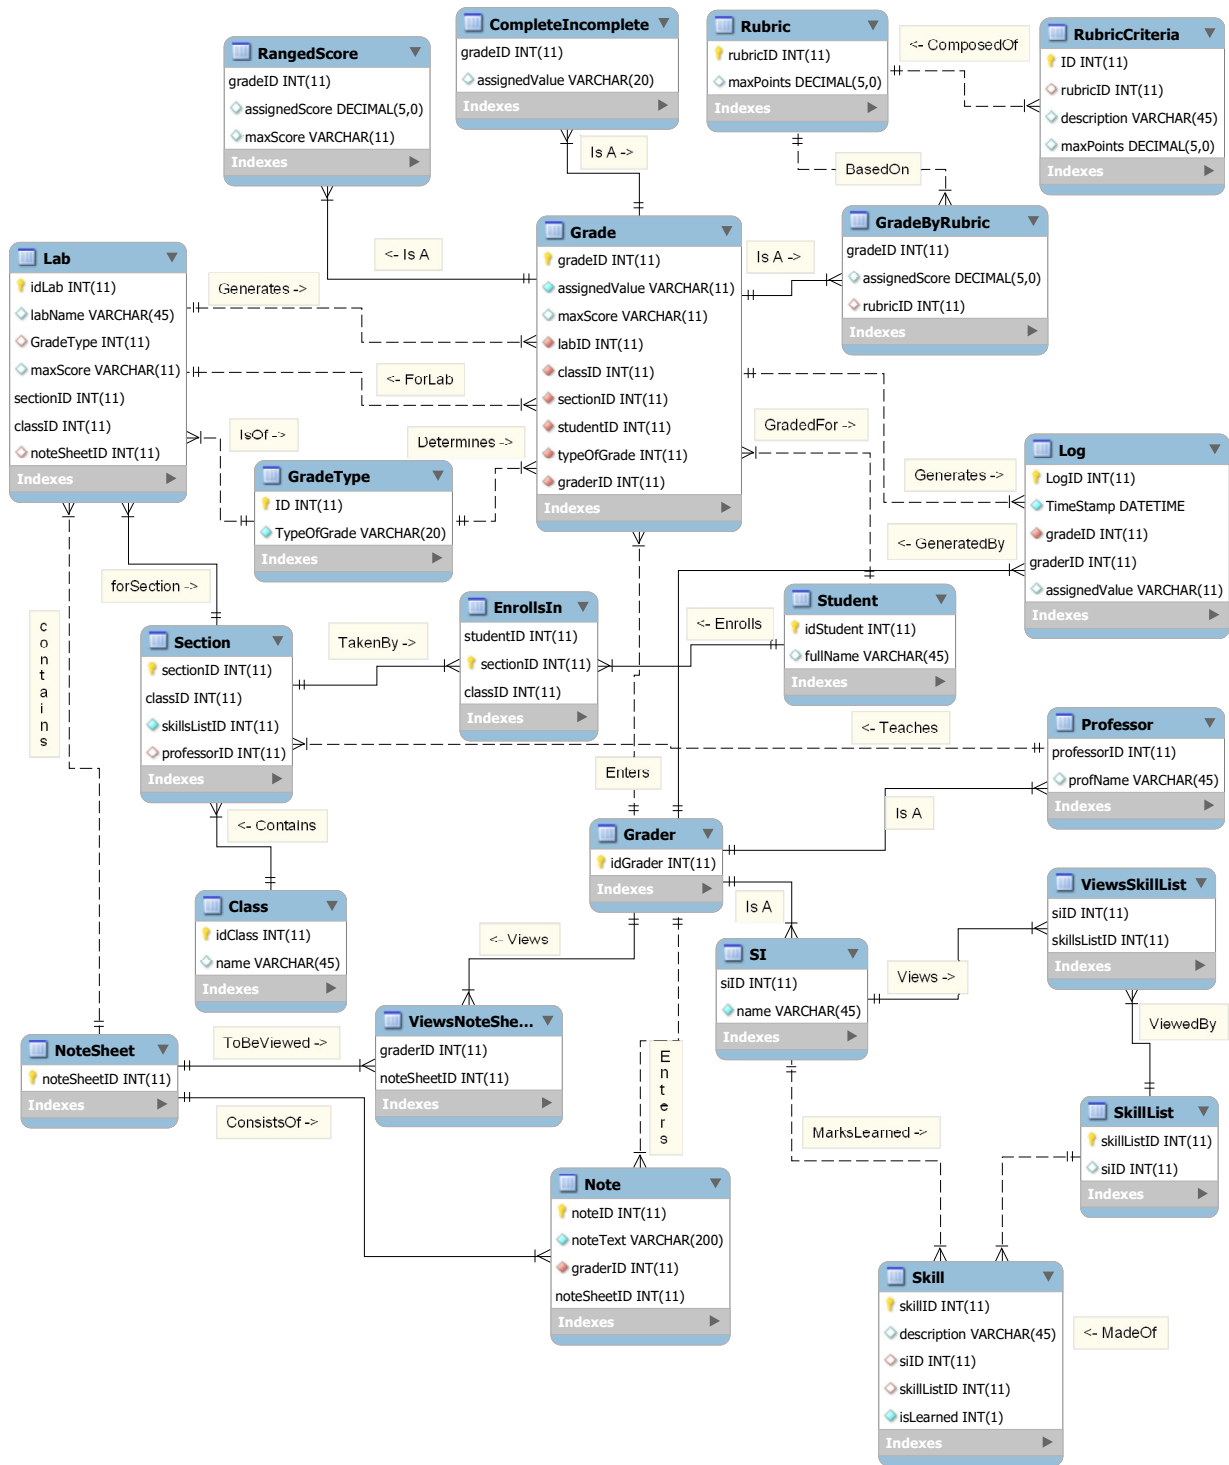 CompleteIncomplete
gradeID INT(11)
assignedValue VARCHAR(20)
Indexes
Rubric
rubricID INT(11)
maxPoints DECIMAL(5,0)
Indexes
<- ComposedOf
RubricCriteria
ID INT(11)
rubricID INT(11)
description VARCHAR(45)
maxPoints DECIMAL(5,0)
Indexes
RangedScore
gradeID INT(11)
assignedScore DECIMAL(5,0)
maxScore VARCHAR(11)
Indexes
Is A ->
BasedOn
<- Is A
Grade
gradeID INT(11)
assignedValue VARCHAR(11)
maxScore VARCHAR(11)
labID INT(11)
classID INT(11)
sectionID INT(11)
studentID INT(11)
typeOfGrade INT(11)
graderID INT(11)
Indexes
Is A ->
GradeByRubric
gradeID INT(11)
assignedScore DECIMAL(5,0)
rubricID INT(11)
Indexes
Lab
idLab INT(11)
labName VARCHAR(45)
GradeType INT(11)
maxScore VARCHAR(11)
sectionID INT(11)
classID INT(11)
noteSheetID INT(11)
Indexes
Generates ->
<- ForLab
IsOf ->
Determines ->
GradedFor ->
GradeType
ID INT(11)
TypeOfGrade VARCHAR(20)
Indexes
Generates ->
<- GeneratedBy
Log
LogID INT(11)
TimeStamp DATETIME
gradeID INT(11)
graderID INT(11)
assignedValue VARCHAR(11)
Indexes
forSection ->
contains
Section
sectionID INT(11)
classID INT(11)
skillsListID INT(11)
professorID INT(11)
Indexes
TakenBy ->
EnrollsIn
studentID INT(11)
sectionID INT(11)
classID INT(11)
Indexes
<- Enrolls
Student
idStudent INT(11)
fullName VARCHAR(45)
Indexes
<- Teaches
Professor
professorID INT(11)
profName VARCHAR(45)
Indexes
Enters
Is A
<- Contains
Grader
idGrader INT(11)
Indexes
Is A
Class
idClass INT(11)
name VARCHAR(45)
Indexes
<- Views
SI
siID INT(11)
name VARCHAR(45)
Indexes
Views ->
ViewsSkillList
siID INT(11)
skillsListID INT(11)
Indexes
ViewedBy
NoteSheet
noteSheetID INT(11)
Indexes
ToBeViewed ->
ViewsNoteShe...
graderID INT(11)
noteSheetID INT(11)
Indexes
ConsistsOf ->
Enters
MarksLearned ->
SkillList
skillListID INT(11)
siID INT(11)
Indexes
Note
noteID INT(11)
noteText VARCHAR(200)
graderID INT(11)
noteSheetID INT(11)
Indexes
Skill
skillID INT(11)
description VARCHAR(45)
siID INT(11)
skillListID INT(11)
isLearned INT(1)
Indexes
<- MadeOf